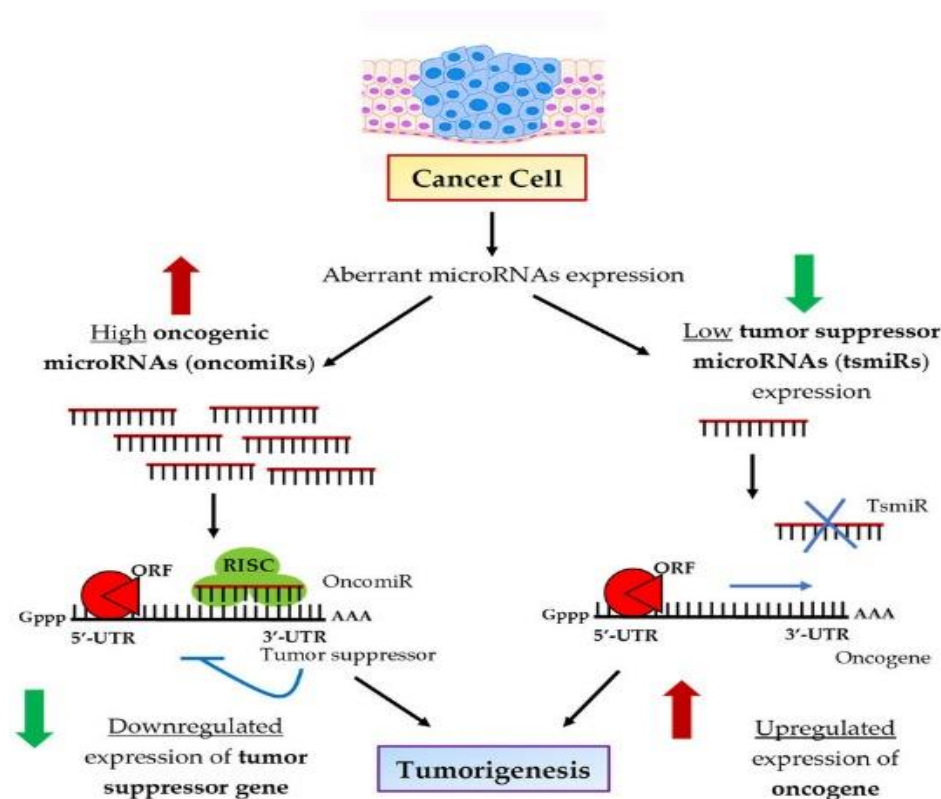 Cancer Cell
Aberrant microRNAs expression
High oncogenic
microRNAs (oncomiRs)
Low tumor suppressor
microRNAs (tsmiRs)
expression
TsmiR
RISC
ORF
OncomiR
Gppp
AAA
5'-UTR
3'-UTR
Tumor suppressor
ORF
Gppp
AAA
5'-UTR
3'-UTR
Oncogene
Downregulated
expression of tumor
suppressor gene
Tumorigenesis
Upregulated
expression of
oncogene